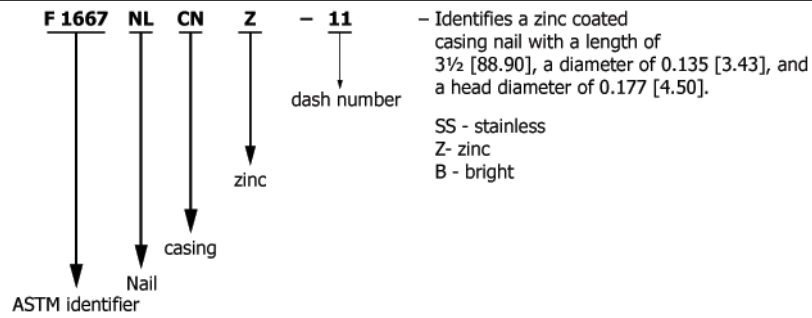 F 1667 NL CN Z – 11
– Identifies a zinc coated
casing nail with a length of
3½ [88.90], a diameter of 0.135 [3.43], and
a head diameter of 0.177 [4.50].
dash number
SS - stainless
Z- zinc
B - bright
zinc
casing
Nail
ASTM identifier